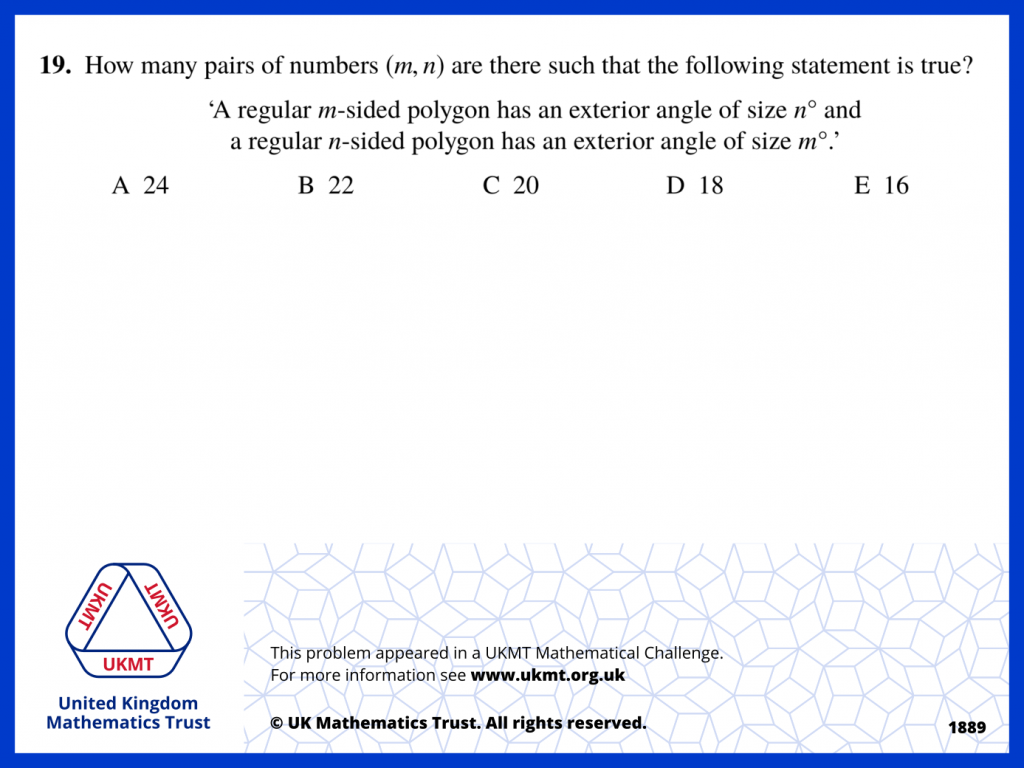 19. How many pairs of numbers (m, n) are there such that the following statement is true?
‘A regular m-sided polygon has an exterior angle of size n° and
a regular n-sided polygon has an exterior angle of size m°.’
A 24 B 22 C 20 D 18 E 16
UKMT
UKMT
UKMT
United Kingdom
Mathematics Trust
This problem appeared in a UKMT Mathematical Challenge.
For more information see www.ukmt.org.uk
© UK Mathematics Trust. All rights reserved.
1889